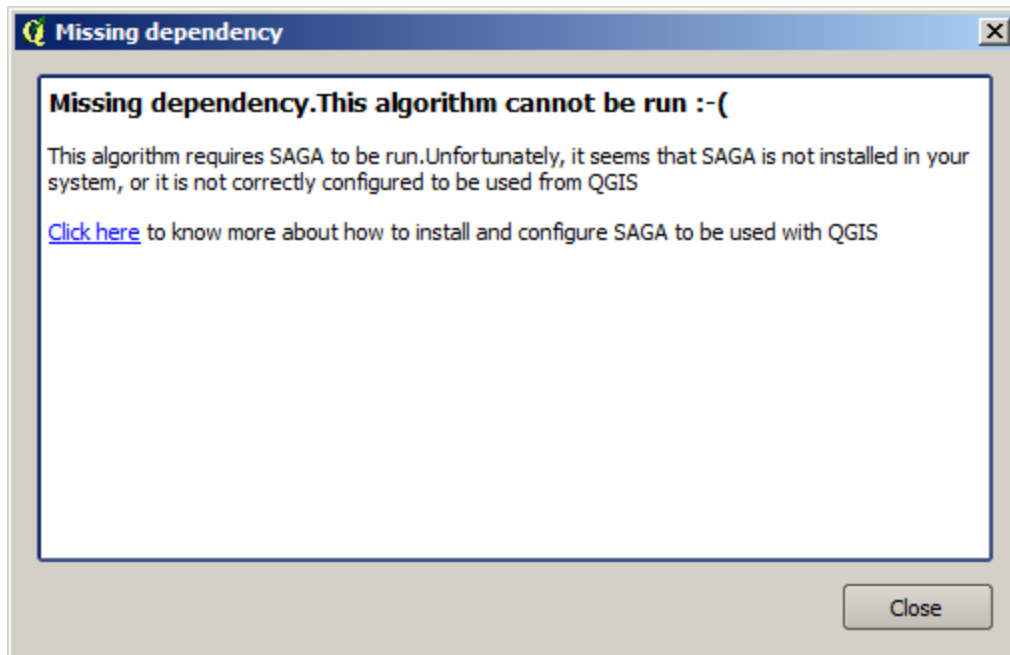 Missing dependency
Missing dependency.This algorithm cannot be run :-(
This algorithm requires SAGA to be run.Unfortunately, it seems that SAGA is not installed in your
system, or it is not correctly configured to be used from QGIS
Click here to know more about how to install and configure SAGA to be used with QGIS
Close